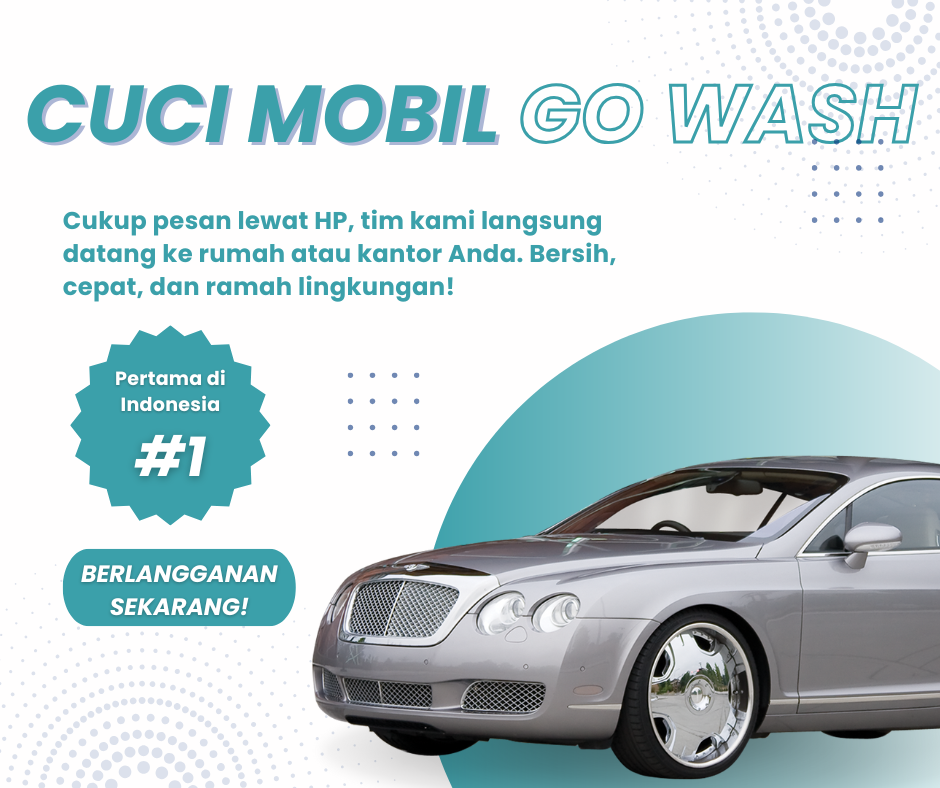 CUCI MOBIL GO WASH
Cukup pesan lewat HP, tim kami langsung
datang ke rumah atau kantor Anda. Bersih,
cepat, dan ramah lingkungan!
Pertama di
Indonesia
#1
BERLANGGANAN
SEKARANG!